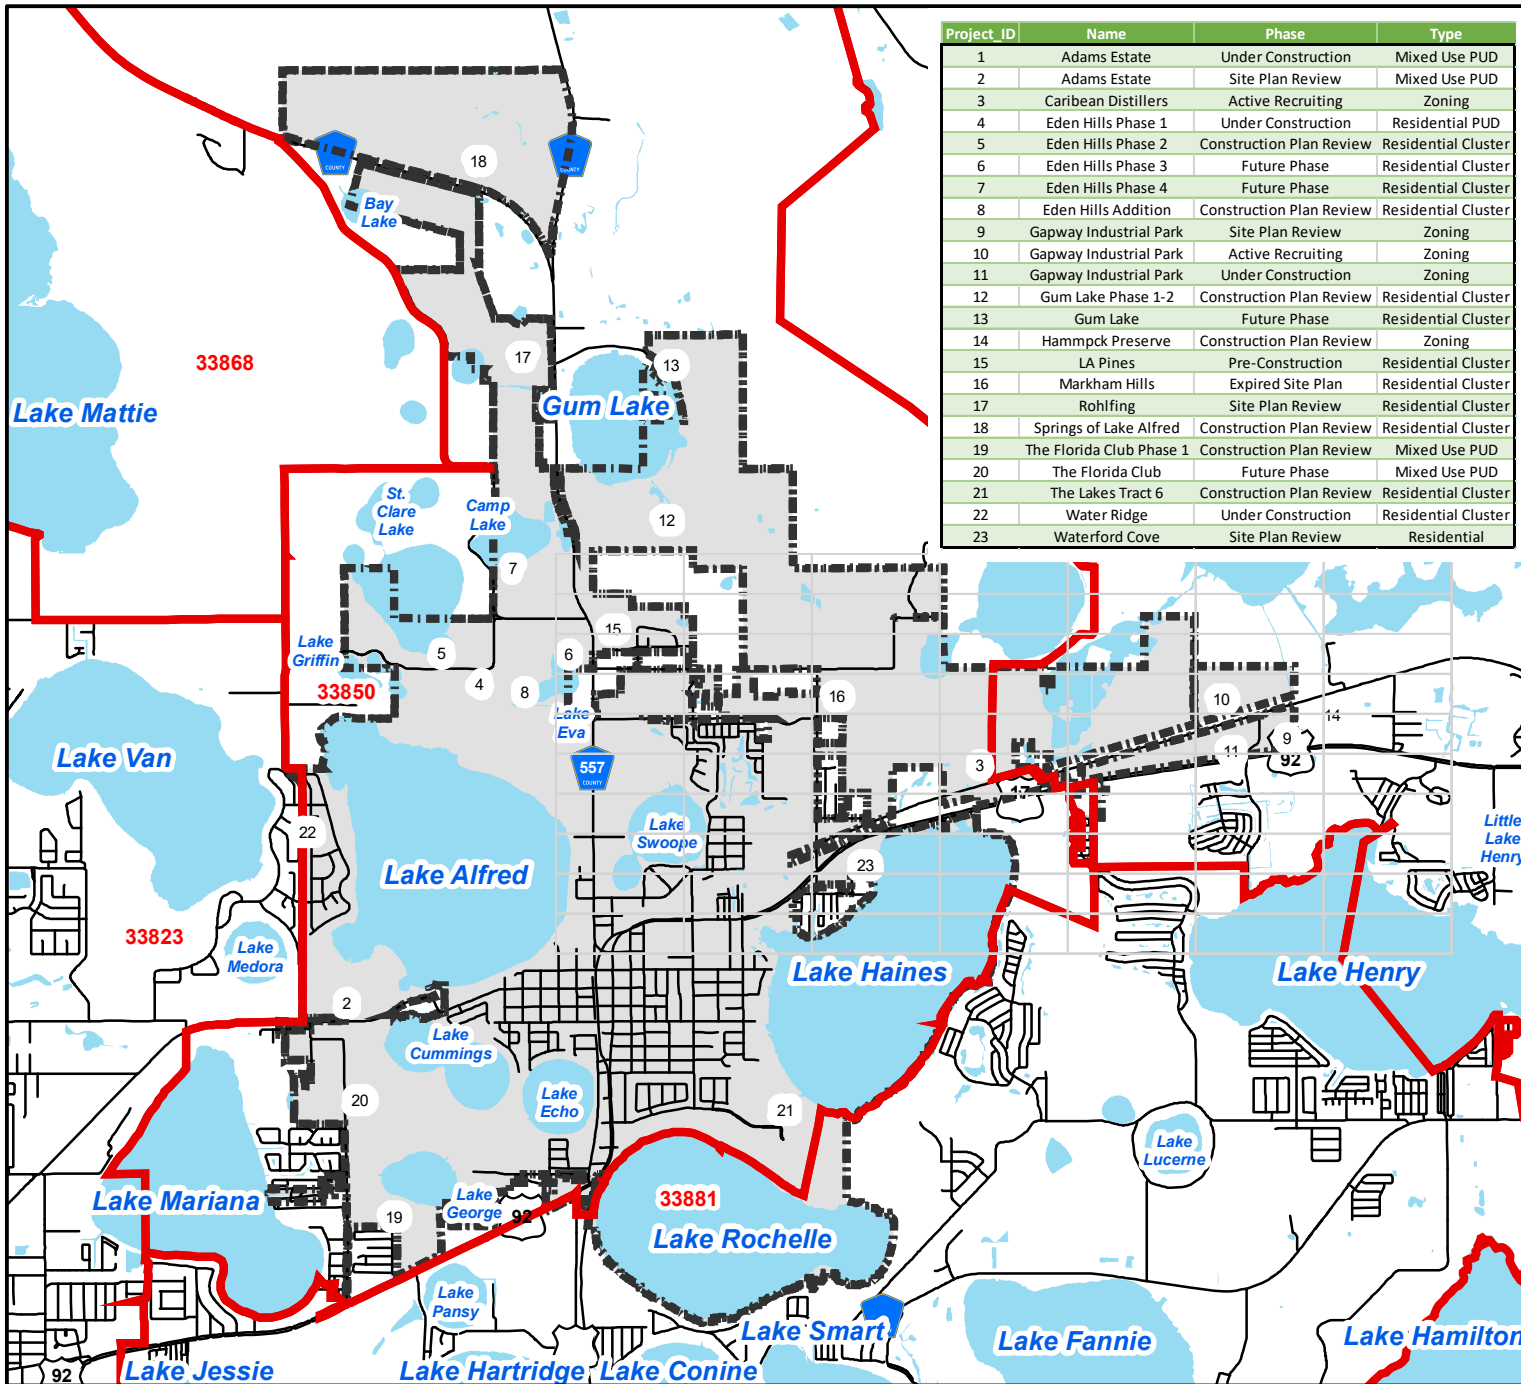 Project_ID Name Phase Type
1 Adams Estate Under Construction Mixed Use PUD
2 Adams Estate Site Plan Review Mixed Use PUD
3 Caribean Distillers Active Recruiting Zoning
4 Eden Hills Phase 1 Under Construction Residential PUD
5 Eden Hills Phase 2 Construction Plan Review Residential Cluster
6 Eden Hills Phase 3 Future Phase Residential Cluster
7 Eden Hills Phase 4 Future Phase Residential Cluster
8 Eden Hills Addition Construction Plan Review Residential Cluster
9 Gapway Industrial Park Site Plan Review Zoning
10 Gapway Industrial Park Active Recruiting Zoning
11 Gapway Industrial Park Under Construction Zoning
12 Gum Lake Phase 1-2 Construction Plan Review Residential Cluster
13 Gum Lake Future Phase Residential Cluster
14 Hammpck Preserve Construction Plan Review Zoning
15 LA Pines Pre-Construction Residential Cluster
16 Markham Hills Expired Site Plan Residential Cluster
17 Rohlfing Site Plan Review Residential Cluster
18 Springs of Lake Alfred Construction Plan Review Residential Cluster
19 The Florida Club Phase 1 Construction Plan Review Mixed Use PUD
20 The Florida Club Future Phase Mixed Use PUD
21 The Lakes Tract 6 Construction Plan Review Residential Cluster
22 Water Ridge Under Construction Residential Cluster
23 Waterford Cove Site Plan Review Residential
COUNTY
COUNTY
18
Bay
Lake
17
13
33868
Lake Mattie
Gum Lake
St.
Clare
Lake
Camp
Lake
12
7
15
Lake
Griffin
5
6
33850
4
8
16
10
14
Lake
Eva
9
11
92
Lake Van
557
COUNTY
3
17
22
Lake
Swoope
Little
Lake
Henry
Lake Alfred
23
33823
Lake
Medora
Lake Haines
Lake Henry
2
Lake
Cummings
20
Lake
Echo
21
Lake
Lucerne
Lake Mariana
Lake
George
33881
19
92
Lake Rochelle
Lake
Pansy
Lake Smart
Lake Fannie
Lake Hamilton
92
Lake Jessie
Lake Hartridge
Lake Conine